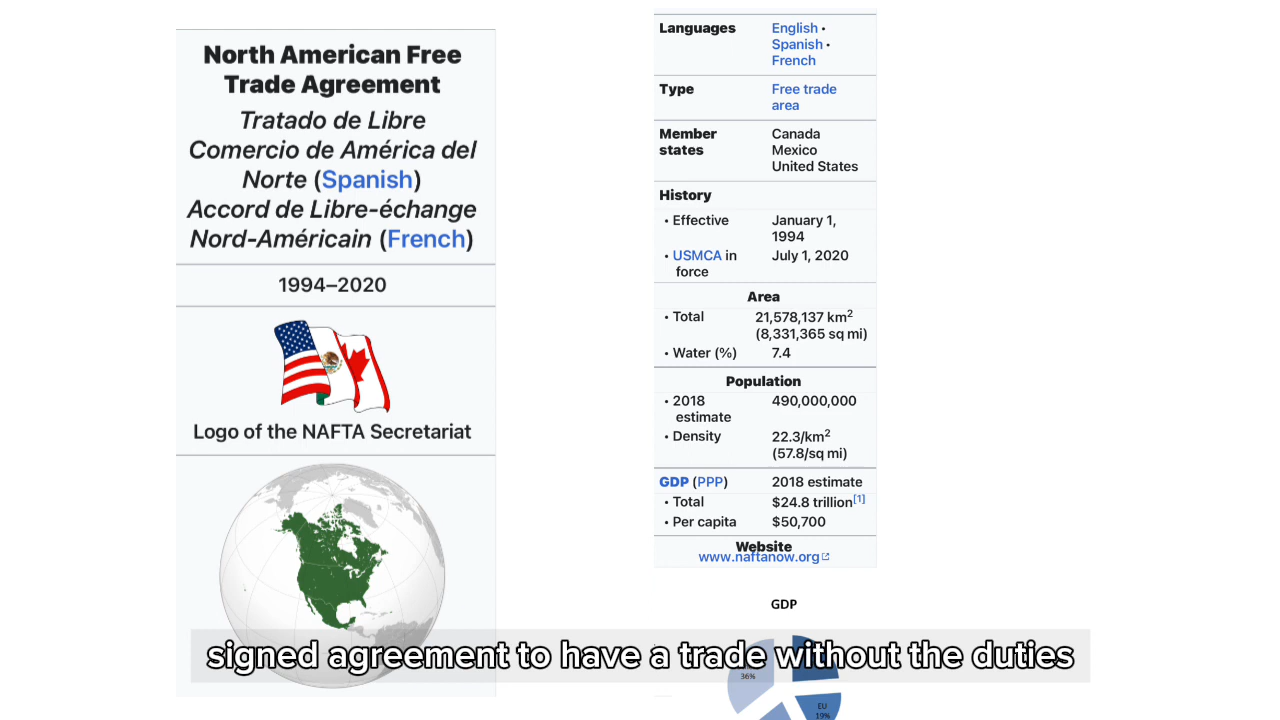 North American Free
Trade Agreement
Tratado de Libre
Comercio de América del
Norte (Spanish)
Accord de Libre-échange
Nord-Américain (French)
1994–2020
Logo of the NAFTA Secretariat
Languages English •
Spanish •
French
Type Free trade
area
Member Canada
states Mexico
United States
History
• Effective January 1,
1994
• USMCA in July 1, 2020
force
Area
• Total 21,578,137 km2
(8,331,365 sq mi)
• Water (%) 7.4
Population
• 2018 490,000,000
estimate
• Density 22.3/km2
(57.8/sq mi)
GDP (PPP) 2018 estimate
• Total $24.8 trillion[1]
• Per capita $50,700
Website
www.naftanow.org
GDP
signed agreement to have a trade without the duties
36%
EU
19%